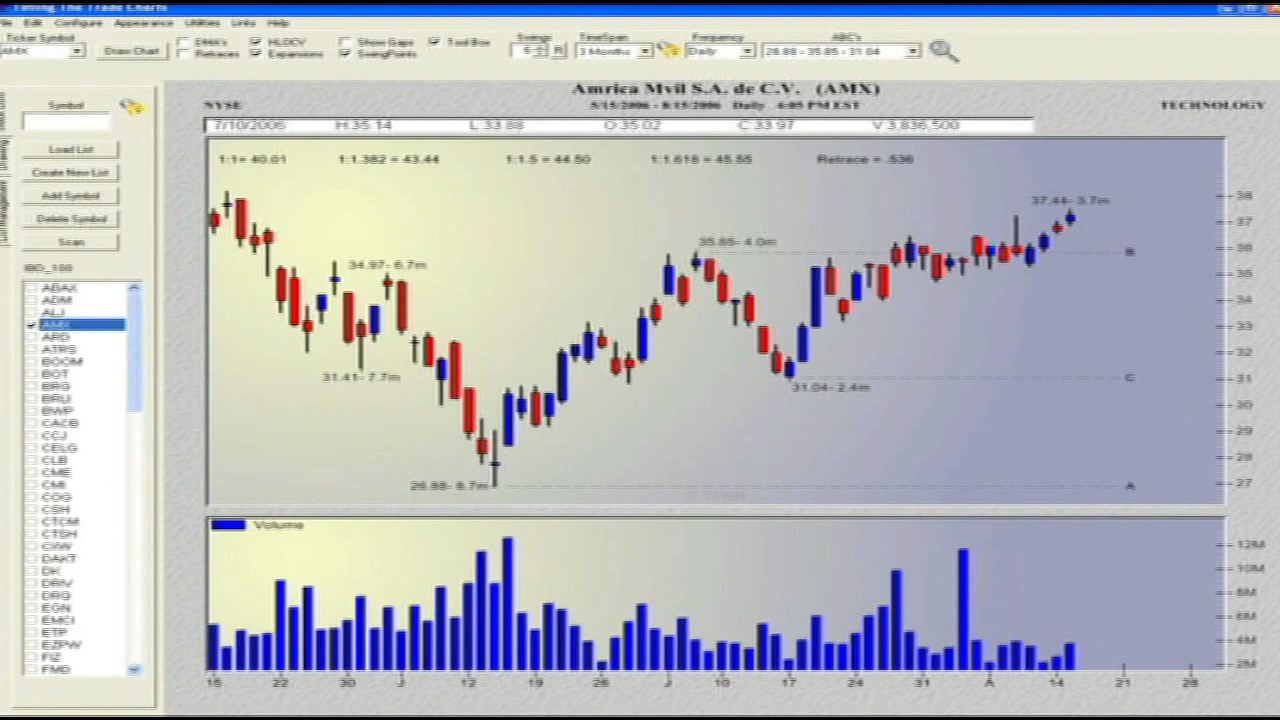 Timing The Trade Charts
File Edit Configure Appearance Utilities Links Help
Ticker Symbol
AMX
Draw Chart
DMA's
Retraces
HLOCV
Expansions
Show Gaps
SwingPoints
Tool Box
Swings
6
R
TimeSpan
3 Months
Frequency
Daily
ABC's
26.88 - 35.85 - 31.04
Symbol
Load List
Create New List
Add Symbol
Delete Symbol
Scan
IBD_100
ABAX
ADM
ALJ
AMX
ARD
ATRS
BOOM
BOT
BRG
BRLI
BWP
CACB
CCJ
CELG
CLB
CME
CMI
COG
CSH
CTCM
CTSH
CXW
DAKT
DK
DRIV
DRQ
EGN
EMCI
ETP
EZPW
FIZ
FMD
Amrica Mvil S.A. de C.V. (AMX)
NYSE
5/15/2006 - 8/15/2006 Daily 4:05 PM EST
TECHNOLOGY
7/10/2006 H:35.14 L:33.88 O:35.02 C:33.97 V:3,836,500
1:1= 40.01 1:1.382 = 43.44 1:1.5 = 44.50 1:1.618 = 45.55 Retrace = .536
37.44- 3.7m
35.85- 4.0m
34.97- 6.7m
31.41- 7.7m
31.04- 2.4m
26.88- 8.7m
B
C
A
38
37
36
35
34
33
32
31
30
29
28
27
Volume
12M
10M
8M
6M
4M
2M
15 22 30 J 12 19 26 J 10 17 24 31 A 14 21 28